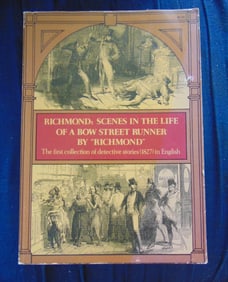 RICHMOND: SCENES IN THE LIFE
OF A BOW STREET RUNNER
BY "RICHMOND"
The first collection of detective stories (1827) in English